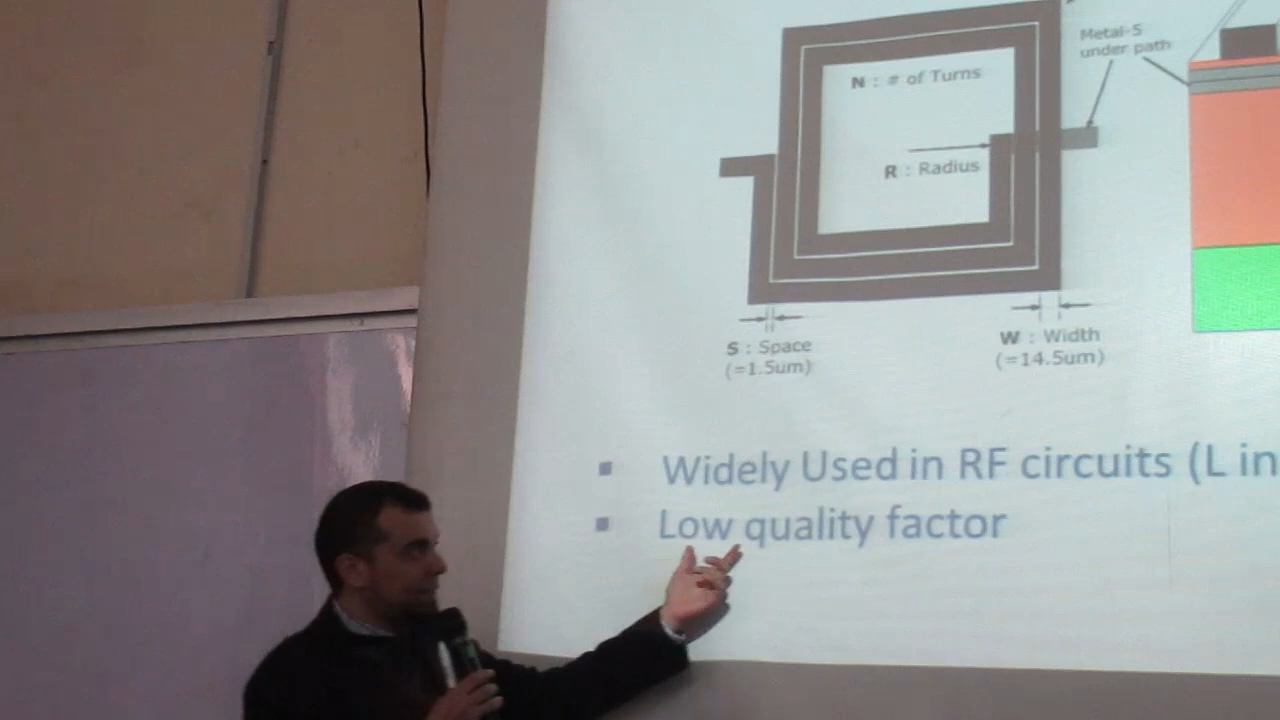 Metal-5
under path
N : # of Turns
R : Radius
S : Space
(=1.5um)
W : Width
(=14.5um)
▪ Widely Used in RF circuits (L in
▪ Low quality factor